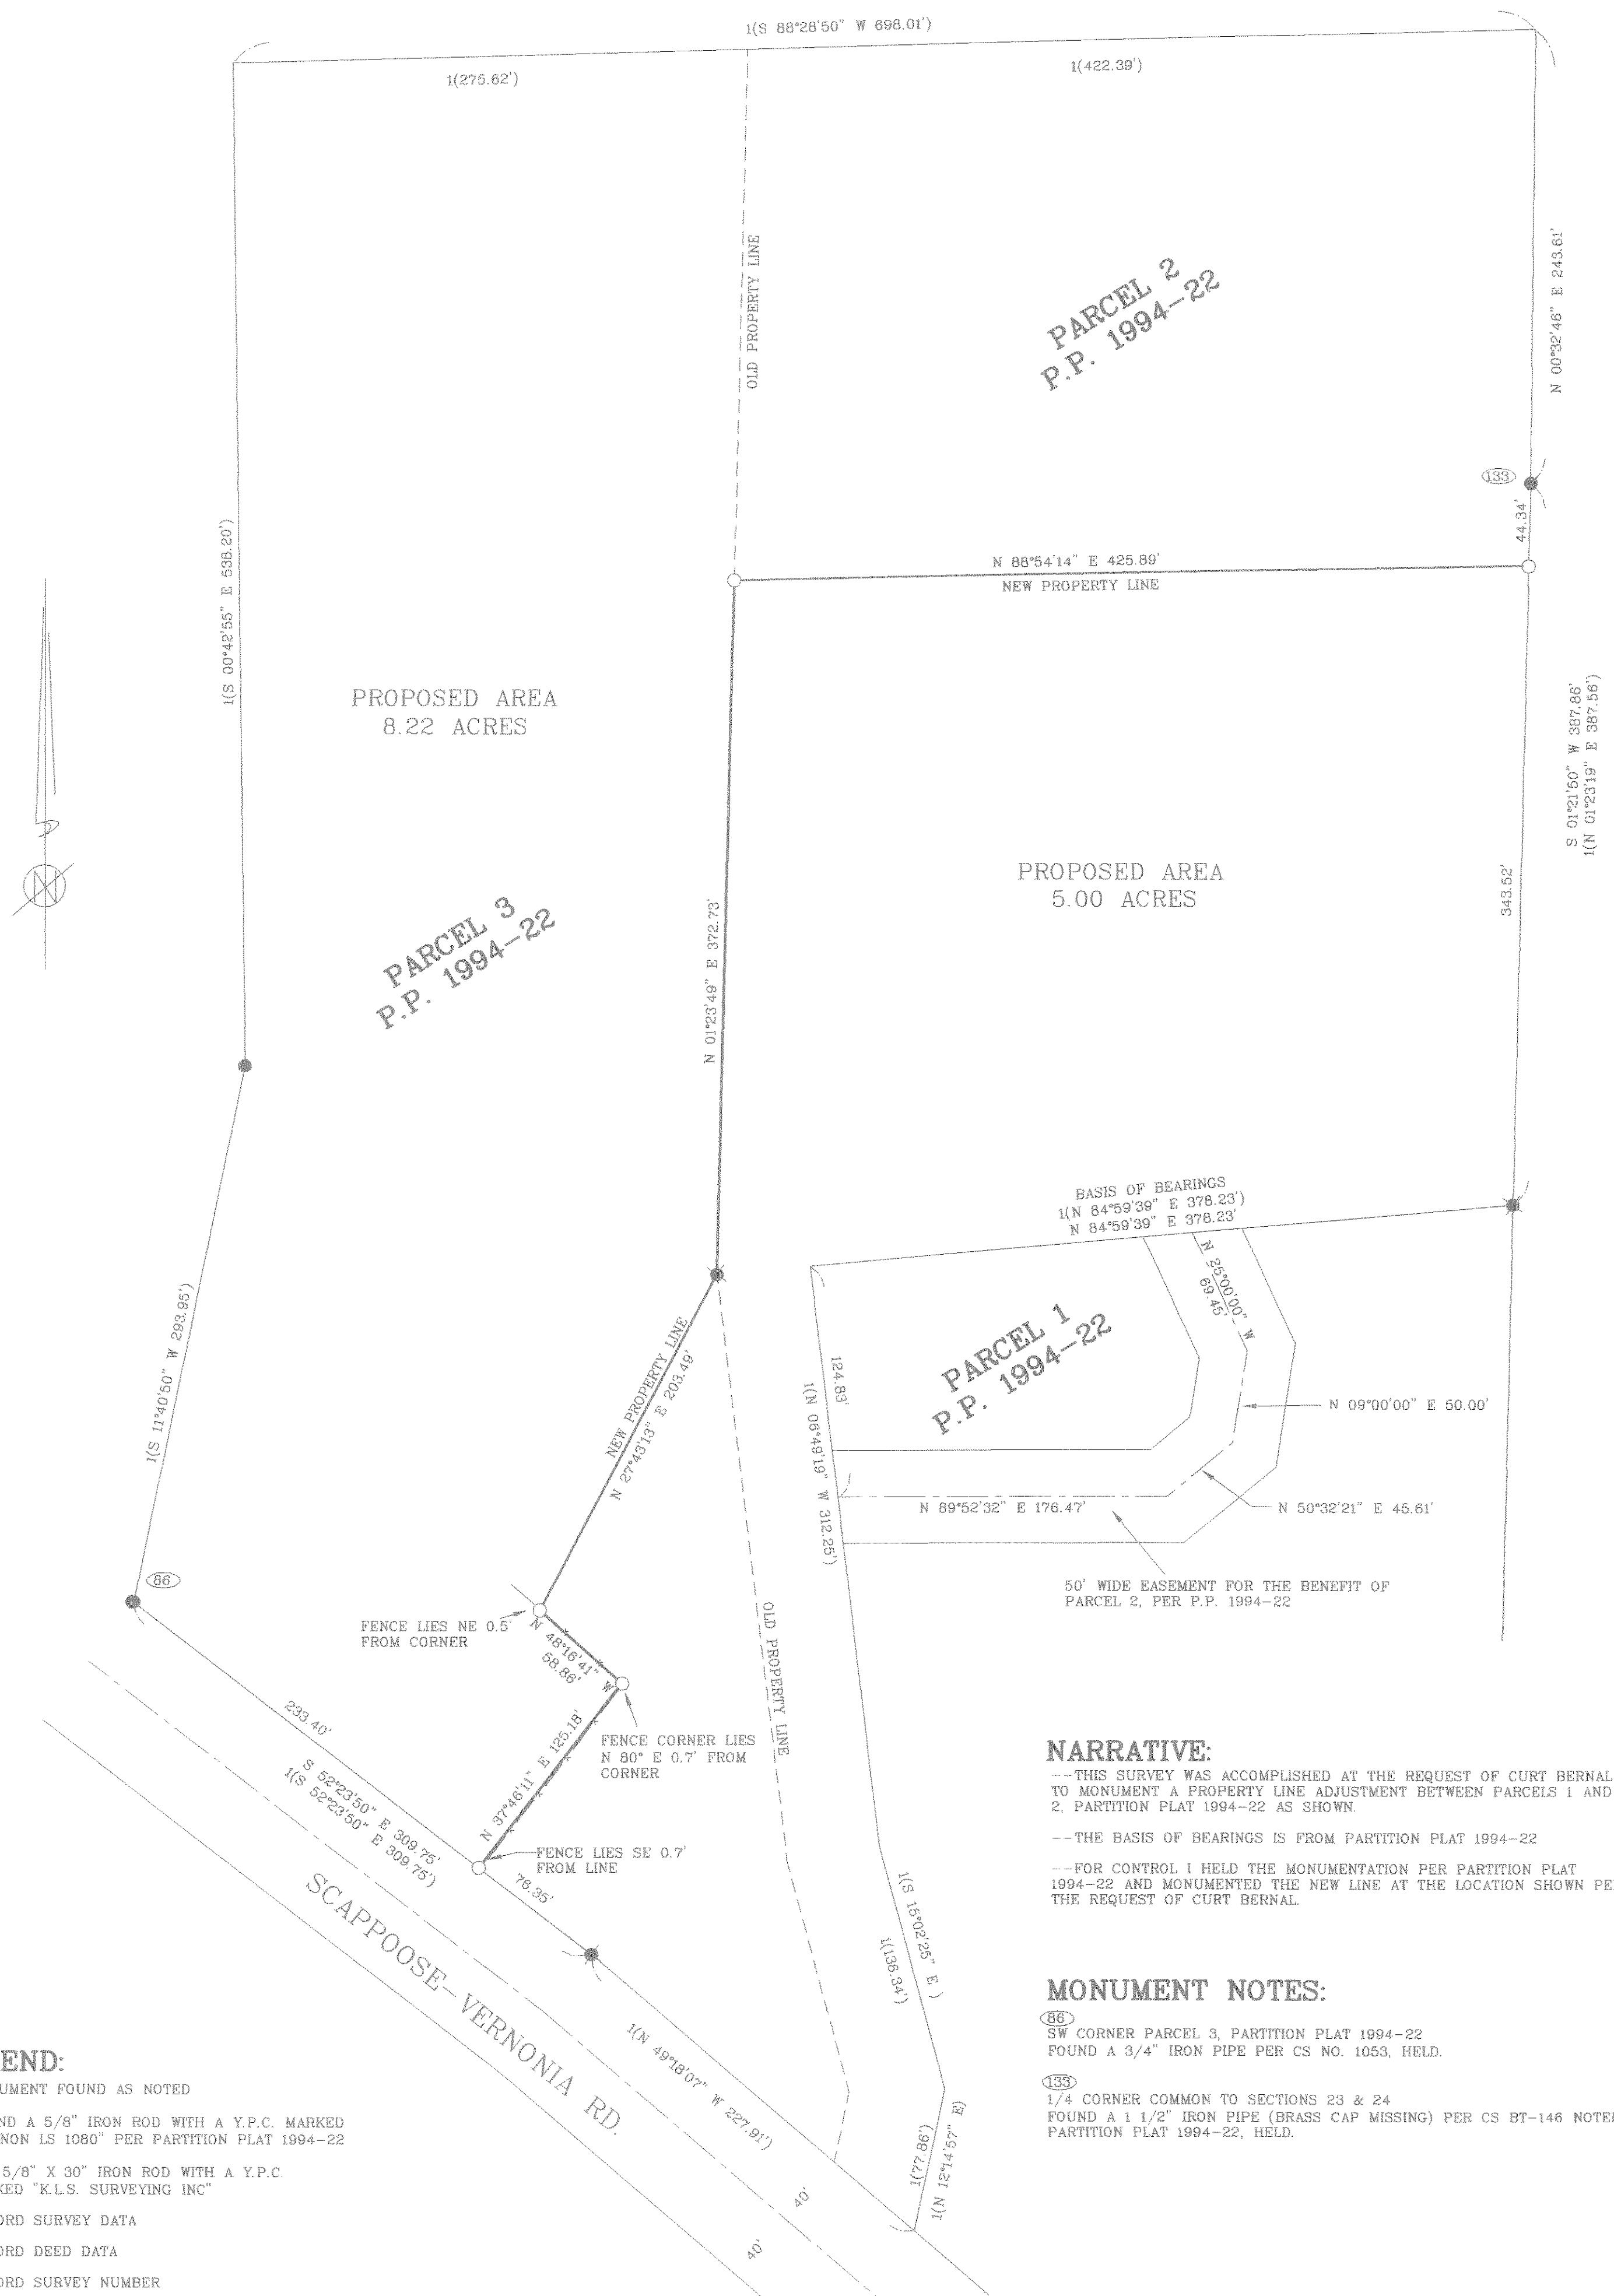 1(S 88°28'50" W 698.01')
1(275.62')
1(422.39')
OLD PROPERTY LINE
PARCEL 2
P.P. 1994-22
N 00°32'46" E 243.61'
133
44.34'
N 88°54'14" E 425.89'
NEW PROPERTY LINE
1(S 00°42'55" E 538.20')
PROPOSED AREA
8.22 ACRES
S 01°21'50" W 387.86'
1(N 01°23'19" E 387.56')
PROPOSED AREA
5.00 ACRES
343.52'
N
PARCEL 3
P.P. 1994-22
N 01°23'49" E 372.73'
BASIS OF BEARINGS
1(N 84°59'39" E 378.23')
N 84°59'39" E 378.23'
N 25°00'00" W
69.45'
1(S 11°40'50" W 293.95')
NEW PROPERTY LINE
N 27°43'13" E 203.49'
PARCEL 1
P.P. 1994-22
124.83'
1(N 06°49'19" W 312.25')
N 09°00'00" E 50.00'
N 89°52'32" E 176.47'
N 50°32'21" E 45.61'
50' WIDE EASEMENT FOR THE BENEFIT OF
PARCEL 2, PER P.P. 1994-22
86
FENCE LIES NE 0.5'
FROM CORNER
N 48°16'41" W
58.86'
OLD PROPERTY LINE
233.40'
S 52°23'50" E 309.75'
1(S 52°23'50" E 309.75')
N 37°46'11" E 125.18'
FENCE CORNER LIES
N 80° E 0.7' FROM
CORNER
FENCE LIES SE 0.7'
FROM LINE
76.35'
SCAPPOOSE-VERNONIA RD.
1(N 49°18'07" W 227.91')
1(S 15°02'25" E )
1(136.34')
1(77.86')
1(N 12°14'57" E)
40'
40'
NARRATIVE:
--THIS SURVEY WAS ACCOMPLISHED AT THE REQUEST OF CURT BERNAL
TO MONUMENT A PROPERTY LINE ADJUSTMENT BETWEEN PARCELS 1 AND
2, PARTITION PLAT 1994-22 AS SHOWN.
--THE BASIS OF BEARINGS IS FROM PARTITION PLAT 1994-22
--FOR CONTROL I HELD THE MONUMENTATION PER PARTITION PLAT
1994-22 AND MONUMENTED THE NEW LINE AT THE LOCATION SHOWN PE
THE REQUEST OF CURT BERNAL.
MONUMENT NOTES:
86
SW CORNER PARCEL 3, PARTITION PLAT 1994-22
FOUND A 3/4" IRON PIPE PER CS NO. 1053, HELD.
133
1/4 CORNER COMMON TO SECTIONS 23 & 24
FOUND A 1 1/2" IRON PIPE (BRASS CAP MISSING) PER CS BT-146 NOTE
PARTITION PLAT 1994-22, HELD.
END:
UMENT FOUND AS NOTED
ND A 5/8" IRON ROD WITH A Y.P.C. MARKED
NON LS 1080" PER PARTITION PLAT 1994-22
5/8" X 30" IRON ROD WITH A Y.P.C.
KED "K.L.S. SURVEYING INC"
ORD SURVEY DATA
ORD DEED DATA
ORD SURVEY NUMBER